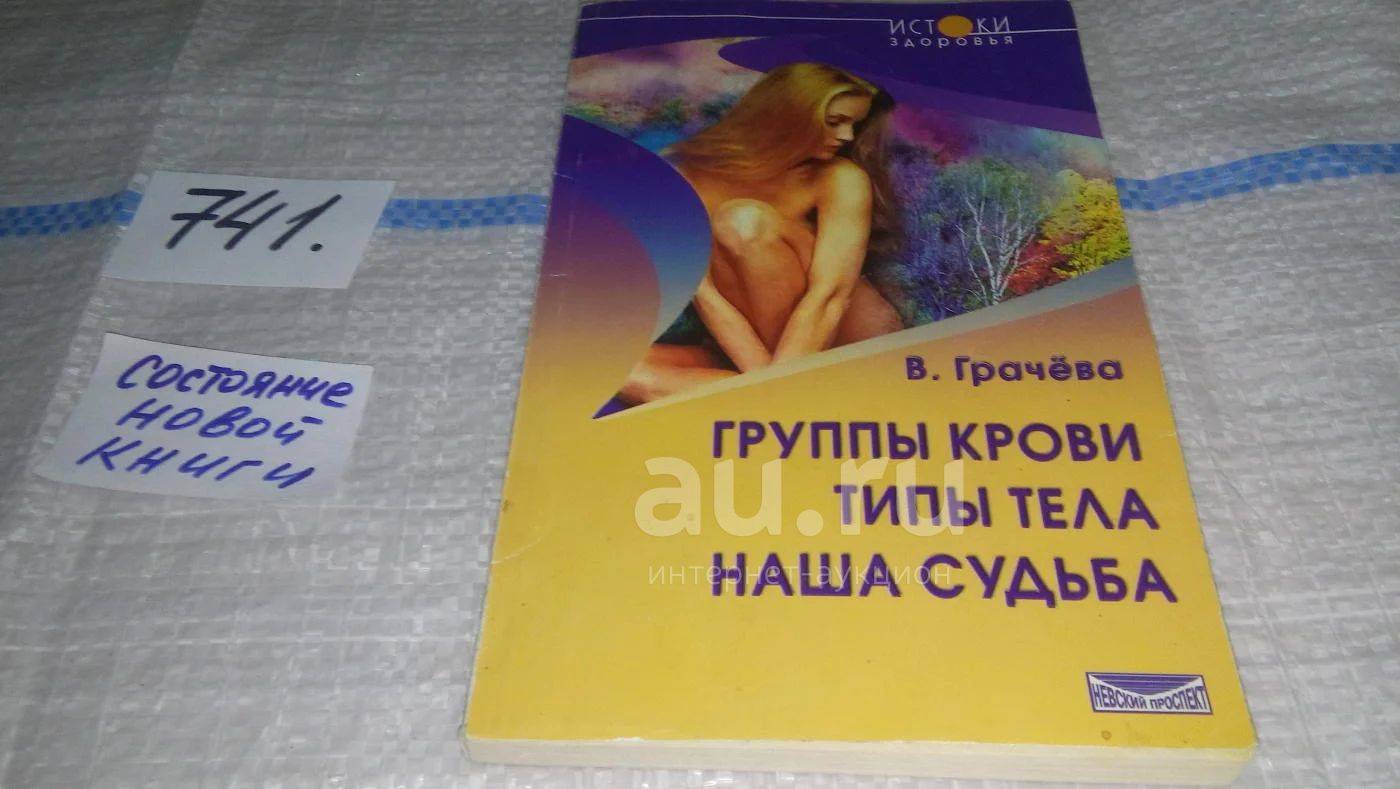 ИСТОКИ
здоровья
741.
состояние
новой
книги
В. Грачёва
ГРУППЫ КРОВИ
ТИПЫ ТЕЛА
НАША СУДЬБА
au.ru
интернет-аукцион
НЕВСКИЙ ПРОСПЕКТ